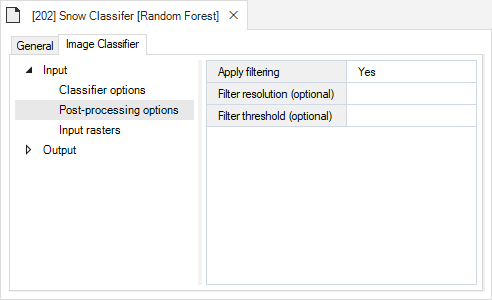 [202] Snow Classifer [Random Forest]
General
Image Classifier
Input
Classifier options
Post-processing options
Input rasters
Output
Apply filtering Yes
Filter resolution (optional)
Filter threshold (optional)